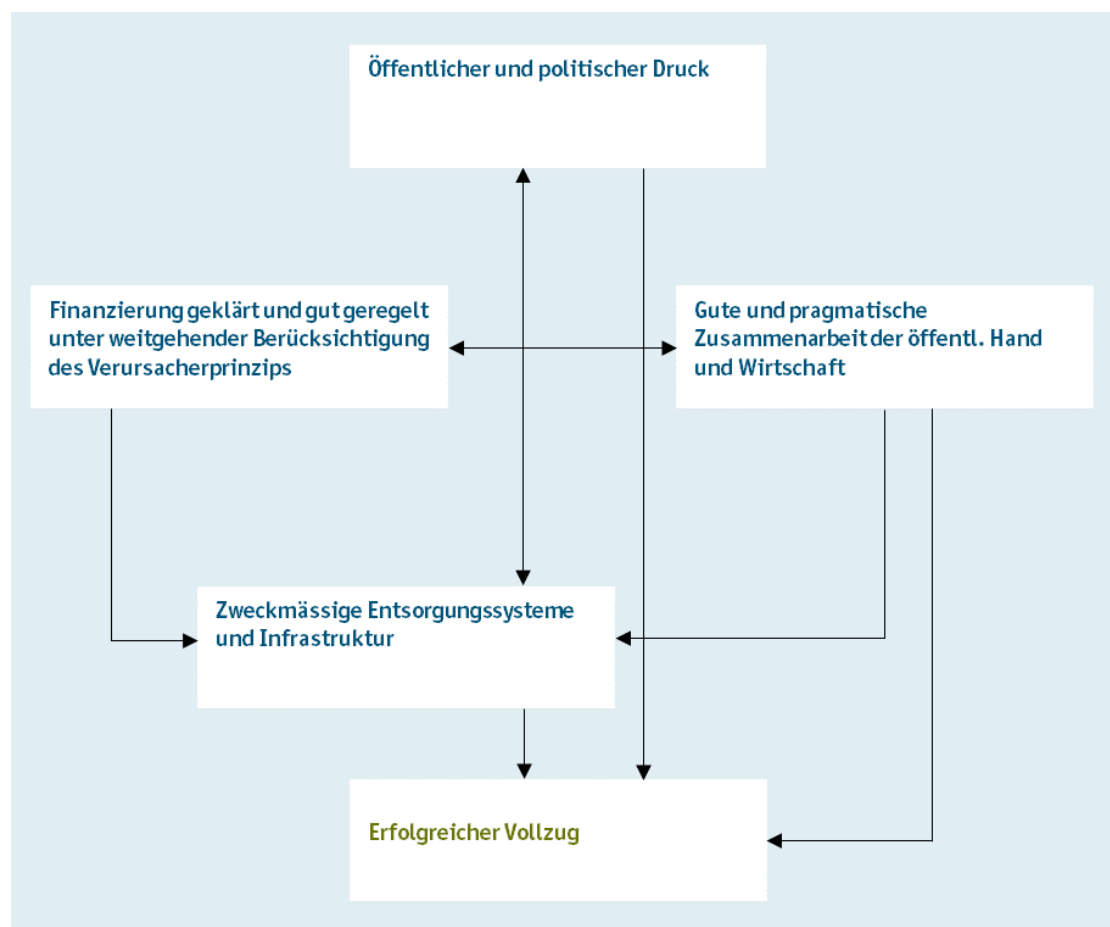 Öffentlicher und politischer Druck
Finanzierung geklärt und gut geregelt
unter weitgehender Berücksichtigung
des Verursacherprinzips
Gute und pragmatische
Zusammenarbeit der öffentl. Hand
und Wirtschaft
Zweckmässige Entsorgungssysteme
und Infrastruktur
Erfolgreicher Vollzug